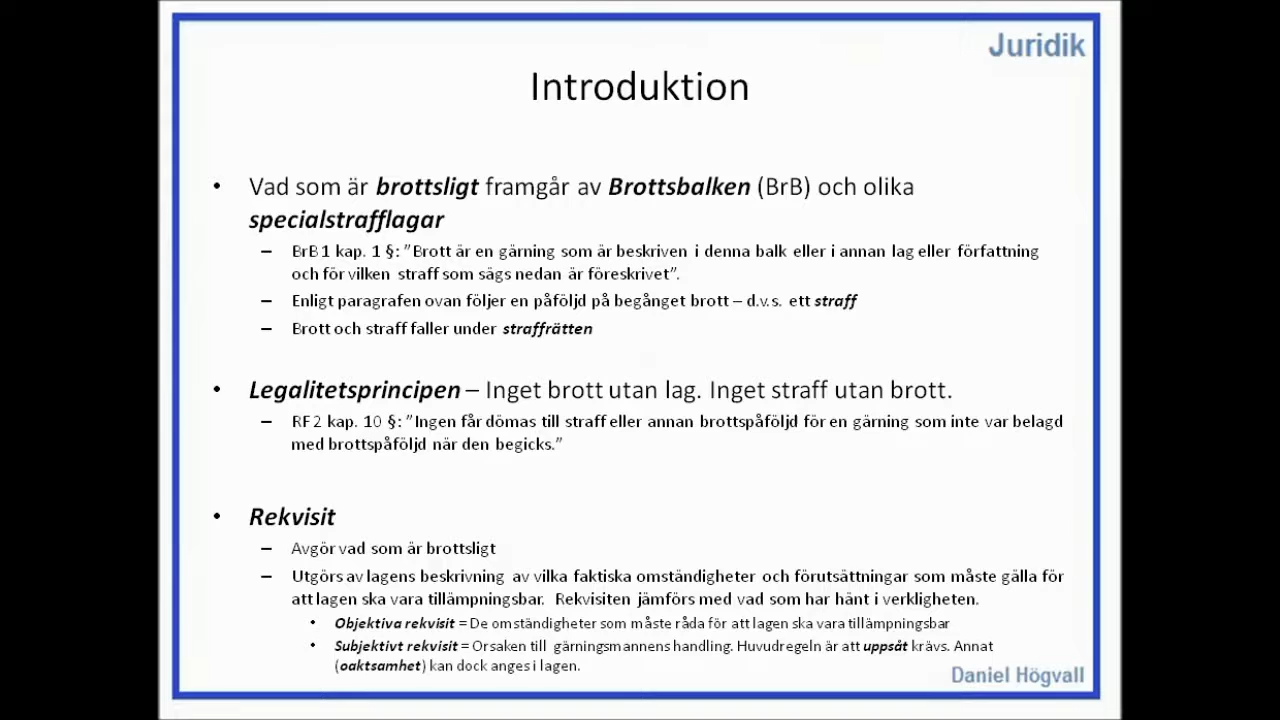 Juridik
Introduktion
• Vad som är brottsligt framgår av Brottsbalken (BrB) och olika
specialstrafflagar
– BrB 1 kap. 1 §: ”Brott är en gärning som är beskriven i denna balk eller i annan lag eller författning
och för vilken straff som sägs nedan är föreskrivet”.
– Enligt paragrafen ovan följer en påföljd på begånget brott – d.v.s. ett straff
– Brott och straff faller under straffrätten
• Legalitetsprincipen – Inget brott utan lag. Inget straff utan brott.
– RF 2 kap. 10 §: ”Ingen får dömas till straff eller annan brottspåföljd för en gärning som inte var belagd
med brottspåföljd när den begicks.”
• Rekvisit
– Avgör vad som är brottsligt
– Utgörs av lagens beskrivning av vilka faktiska omständigheter och förutsättningar som måste gälla för
att lagen ska vara tillämpningsbar. Rekvisiten jämförs med vad som har hänt i verkligheten.
• Objektiva rekvisit = De omständigheter som måste råda för att lagen ska vara tillämpningsbar
• Subjektivt rekvisit = Orsaken till gärningsmannens handling. Huvudregeln är att uppsåt krävs. Annat
(oaktsamhet) kan dock anges i lagen.
Daniel Högvall